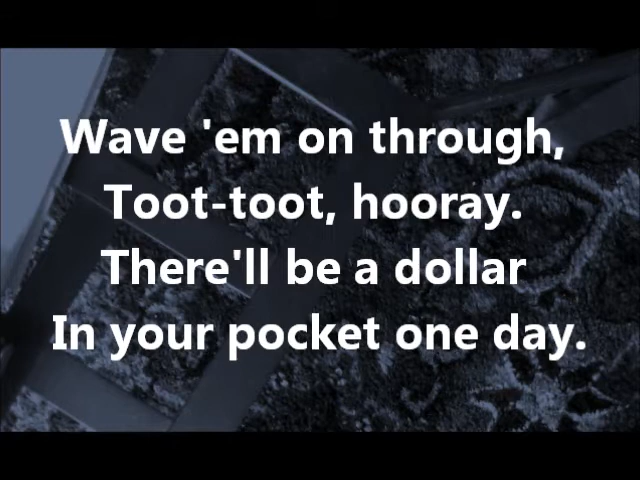 Wave 'em on through,
Toot-toot, hooray.
There'll be a dollar
In your pocket one day.